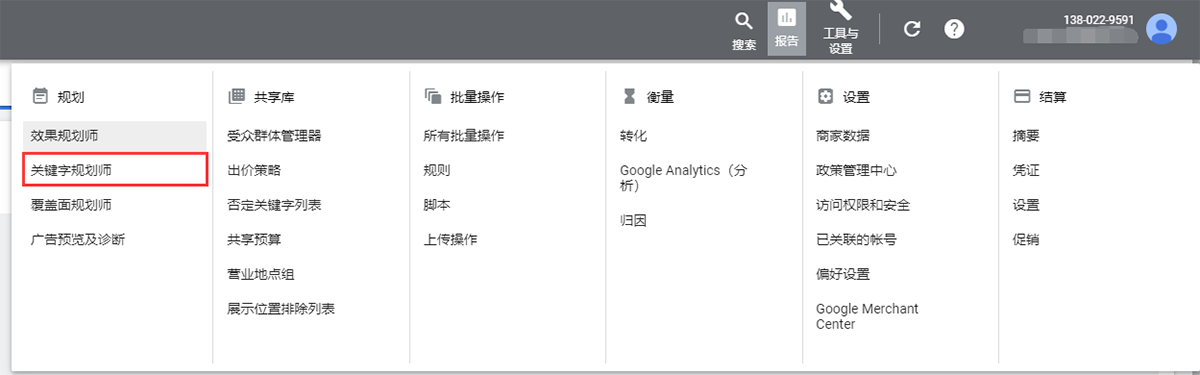 搜索
报告
工具与
设置
138-022-9591
规划
效果规划师
关键字规划师
覆盖面规划师
广告预览及诊断
共享库
受众群体管理器
出价策略
否定关键字列表
共享预算
营业地点组
展示位置排除列表
批量操作
所有批量操作
规则
脚本
上传操作
衡量
转化
Google Analytics（分
析）
归因
设置
商家数据
政策管理中心
访问权限和安全
已关联的帐号
偏好设置
Google Merchant
Center
结算
摘要
凭证
设置
促销